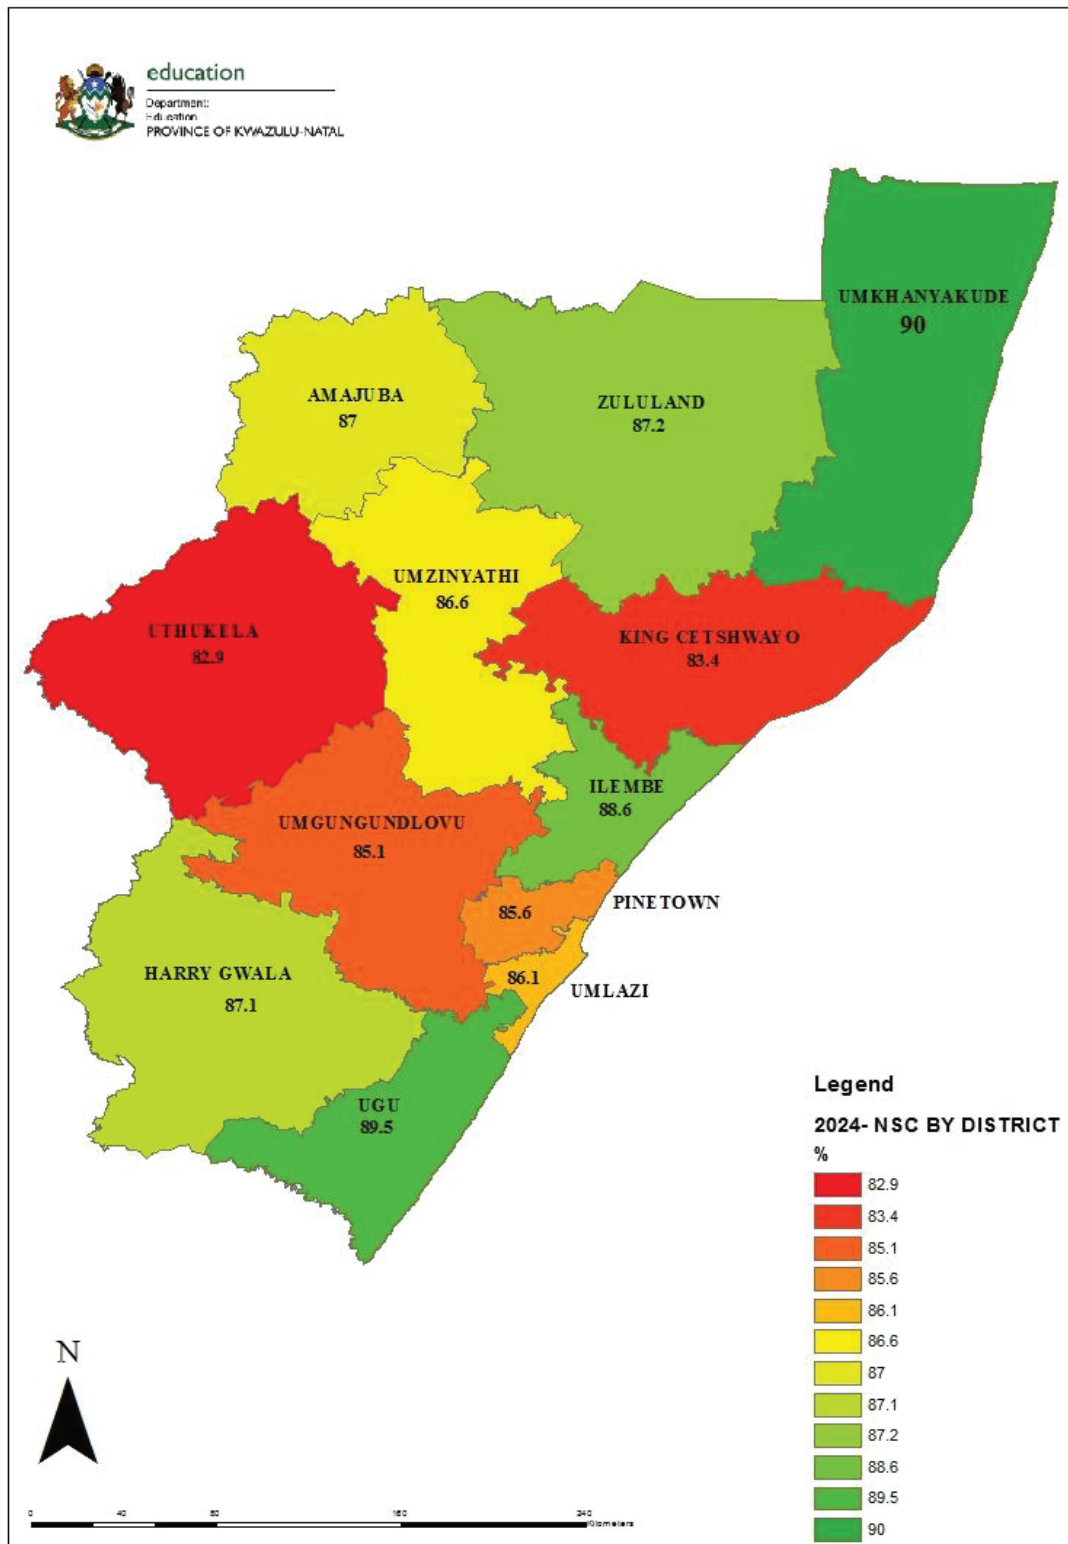 education
Department:
Education
PROVINCE OF KWAZULU-NATAL
UMKHANYAKUDE
90
AMAJUBA
87
ZULULAND
87.2
UMZINYATHI
86.6
UTHUKELA
82.9
KING CETSHWAYO
83.4
ILEMBE
88.6
UMGUNGUNDLOVU
85.1
85.6
PINETOWN
HARRY GWALA
87.1
86.1
UMLAZI
UGU
89.5
Legend
2024- NSC BY DISTRICT
%
82.9
83.4
85.1
85.6
86.1
86.6
87
87.1
87.2
88.6
89.5
90
N
0 40 80 160 240
Kilometers